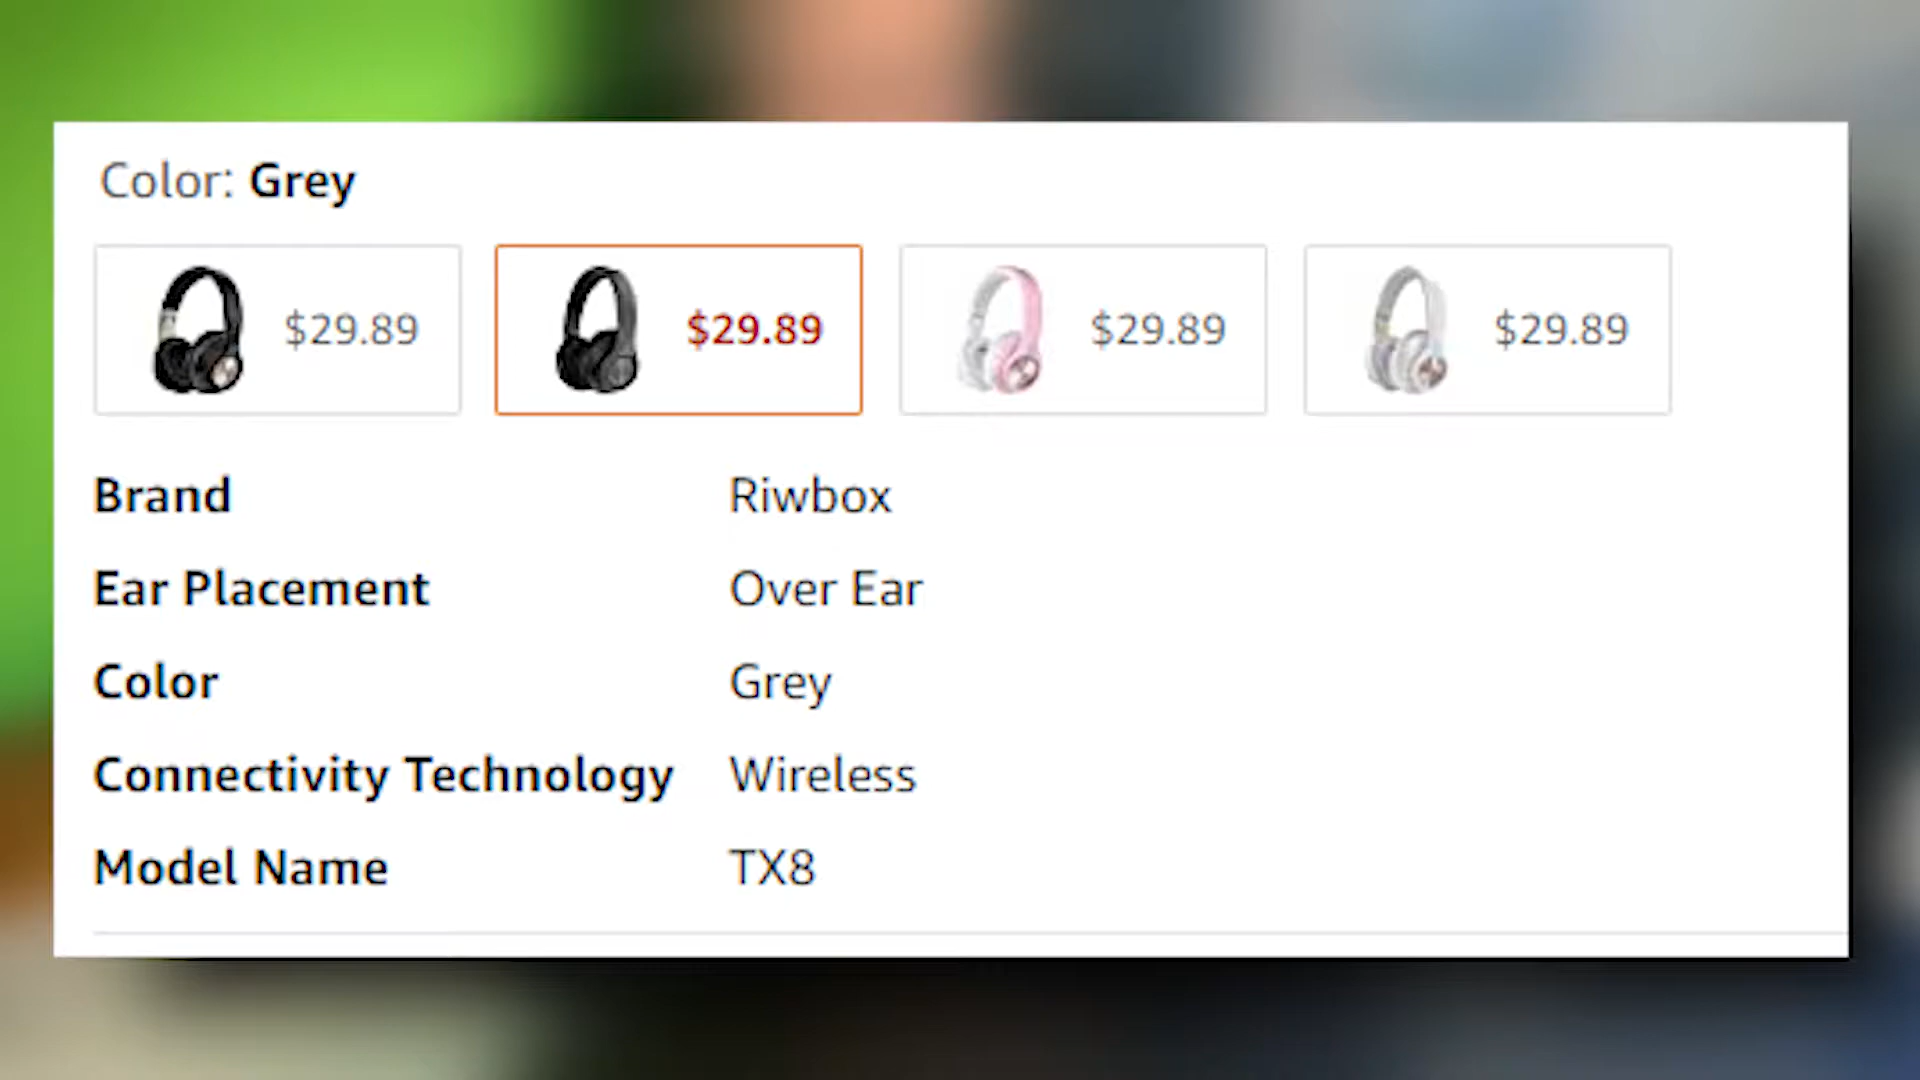 Color: Grey
$29.89 $29.89 $29.89 $29.89
Brand Riwbox
Ear Placement Over Ear
Color Grey
Connectivity Technology Wireless
Model Name TX8